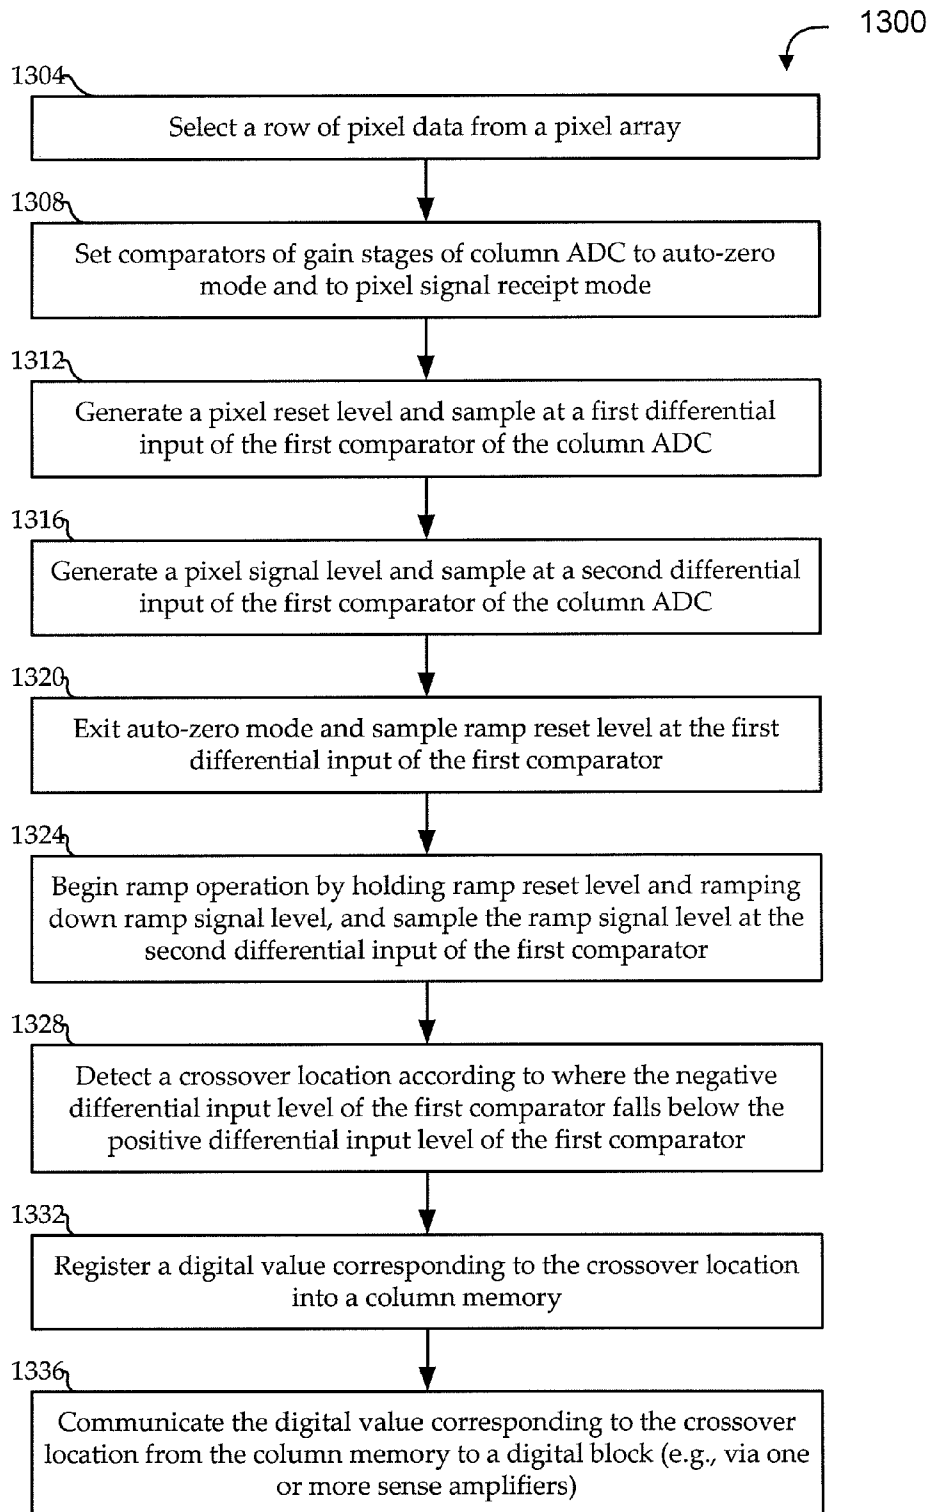 1300
1304
Select a row of pixel data from a pixel array
1308
Set comparators of gain stages of column ADC to auto-zero
mode and to pixel signal receipt mode
1312
Generate a pixel reset level and sample at a first differential
input of the first comparator of the column ADC
1316
Generate a pixel signal level and sample at a second differential
input of the first comparator of the column ADC
1320
Exit auto-zero mode and sample ramp reset level at the first
differential input of the first comparator
1324
Begin ramp operation by holding ramp reset level and ramping
down ramp signal level, and sample the ramp signal level at the
second differential input of the first comparator
1328
Detect a crossover location according to where the negative
differential input level of the first comparator falls below the
positive differential input level of the first comparator
1332
Register a digital value corresponding to the crossover location
into a column memory
1336
Communicate the digital value corresponding to the crossover
location from the column memory to a digital block (e.g., via one
or more sense amplifiers)